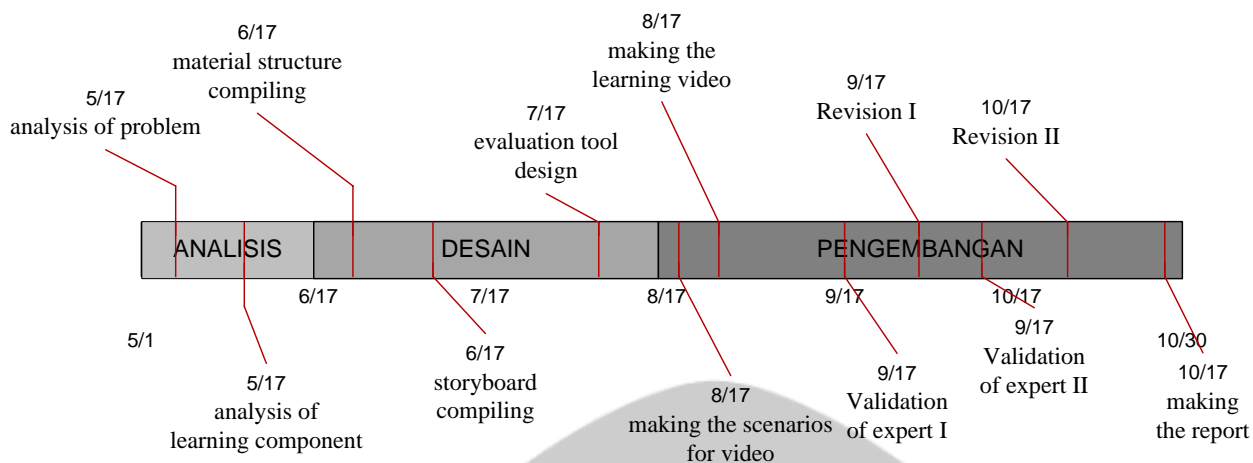 8/17
making the
learning video
6/17
material structure
compiling
5/17
analysis of problem
7/17
evaluation tool
design
9/17
Revision I
10/17
Revision II
ANALISIS
DESAIN
PENGEMBANGAN
6/17
7/17
8/17
9/17
10/17
5/1
10/30
5/17
analysis of
learning component
6/17
storyboard
compiling
8/17
making the scenarios
for video
9/17
Validation
of expert I
9/17
Validation
of expert II
10/17
making
the report